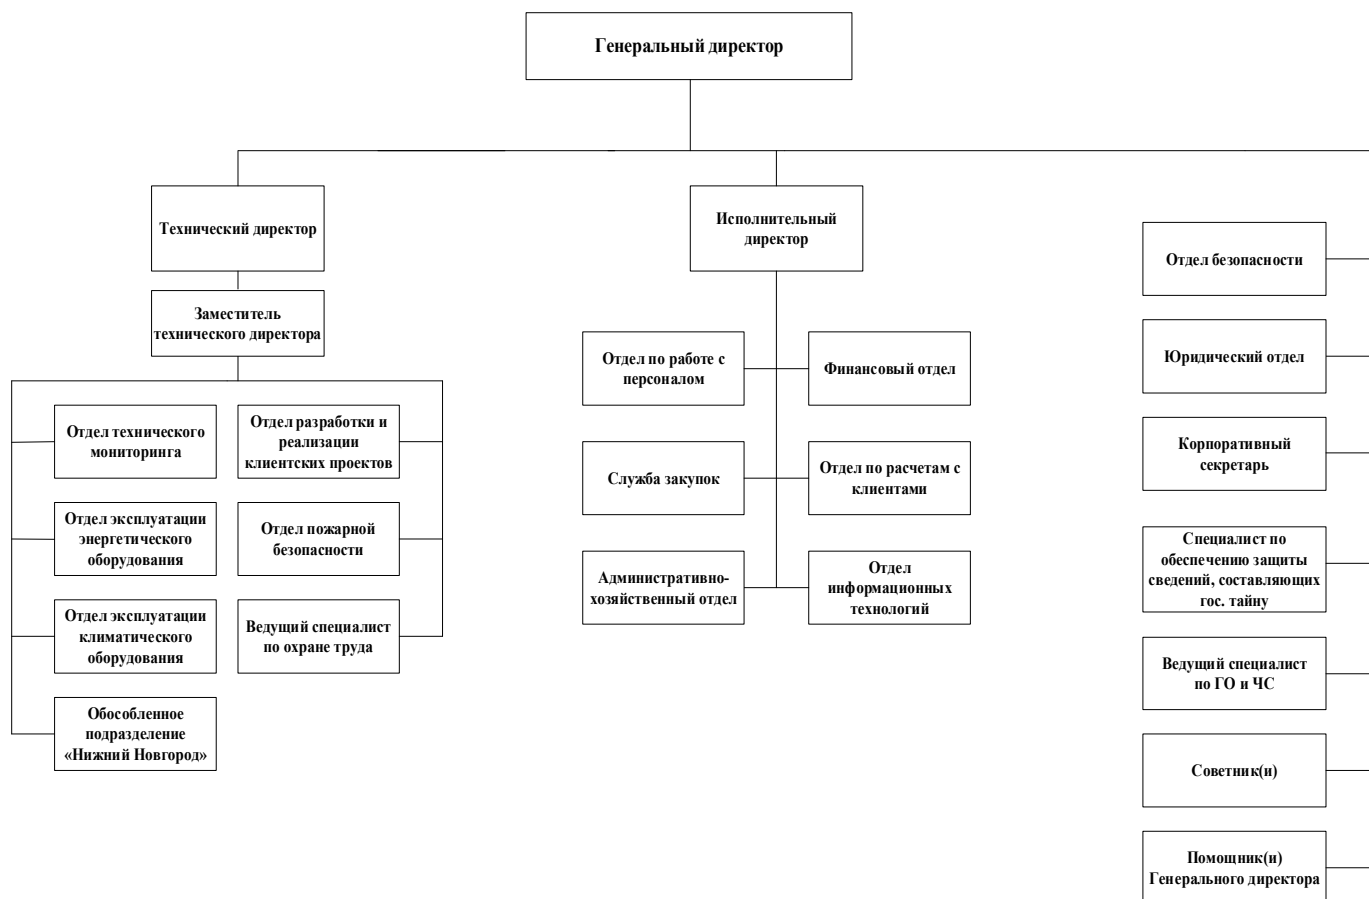 Генеральный директор
Технический директор
Исполнительный
директор
Заместитель
технического директора
Отдел технического
мониторинга
Отдел разработки и
реализации
клиентских проектов
Отдел эксплуатации
энергетического
оборудования
Отдел пожарной
безопасности
Отдел эксплуатации
климатического
оборудования
Ведущий специалист
по охране труда
Обособленное
подразделение
«Нижний Новгород»
Отдел по работе с
персоналом
Финансовый отдел
Служба закупок
Отдел по расчетам с
клиентами
Административно-
хозяйственный отдел
Отдел
информационных
технологий
Отдел безопасности
Юридический отдел
Корпоративный
секретарь
Специалист по
обеспечению защиты
сведений, составляющих
гос. тайну
Ведущий специалист
по ГО и ЧС
Советник(и)
Помощник(и)
Генерального директора